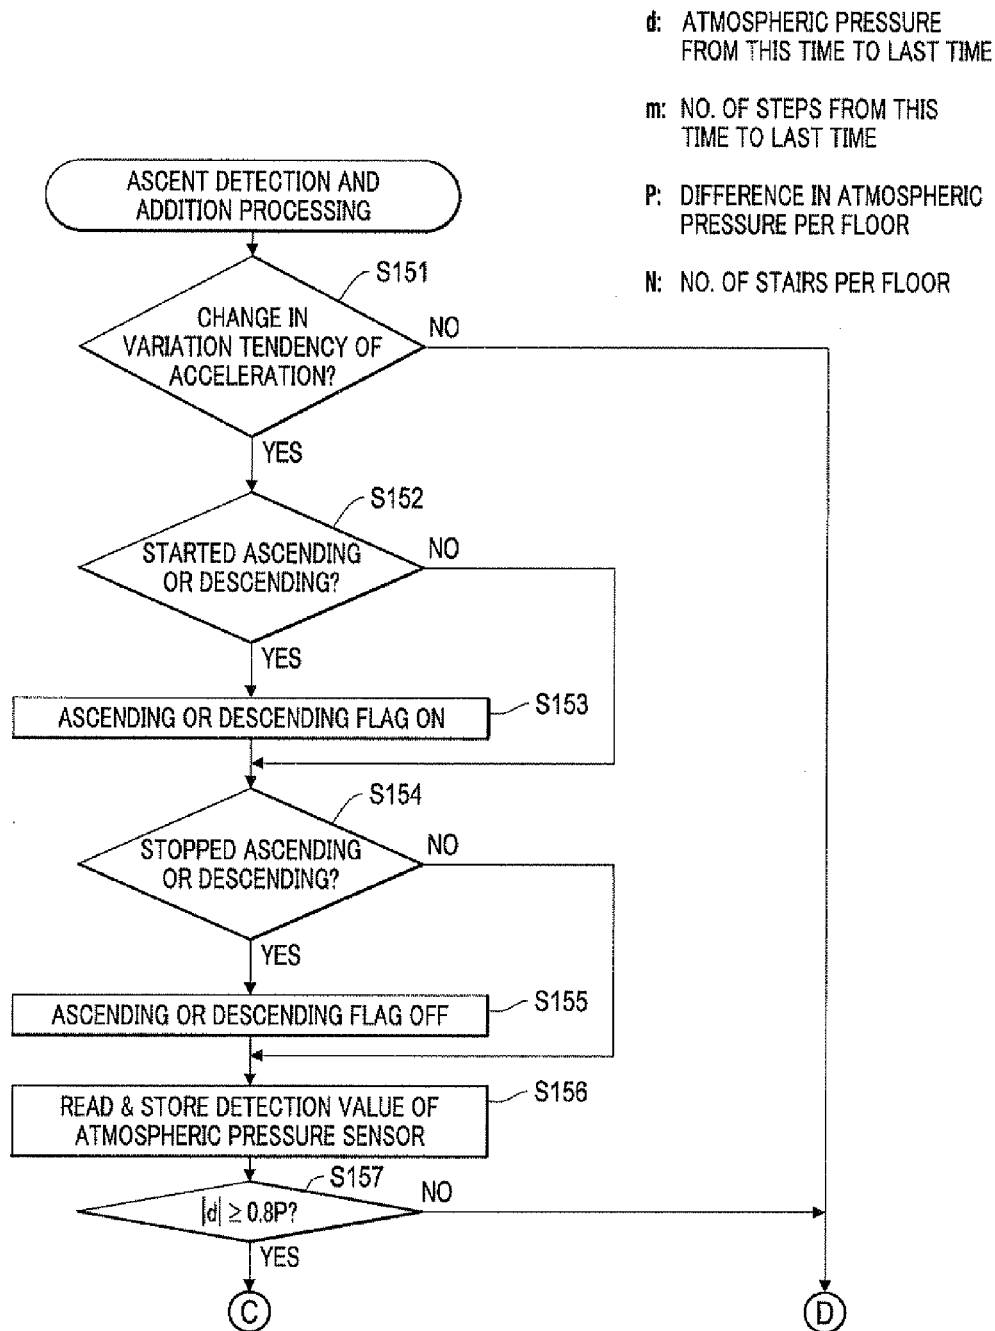 d: ATMOSPHERIC PRESSURE
FROM THIS TIME TO LAST TIME
m: NO. OF STEPS FROM THIS
TIME TO LAST TIME
P: DIFFERENCE IN ATMOSPHERIC
PRESSURE PER FLOOR
N: NO. OF STAIRS PER FLOOR
ASCENT DETECTION AND
ADDITION PROCESSING
S151
CHANGE IN
VARIATION TENDENCY OF
ACCELERATION?
NO
YES
S152
STARTED ASCENDING
OR DESCENDING?
NO
YES
ASCENDING OR DESCENDING FLAG ON
S153
S154
STOPPED ASCENDING
OR DESCENDING?
NO
YES
ASCENDING OR DESCENDING FLAG OFF
S155
READ & STORE DETECTION VALUE OF
ATMOSPHERIC PRESSURE SENSOR
S156
S157
|d| ≥ 0.8P?
NO
YES
C
D